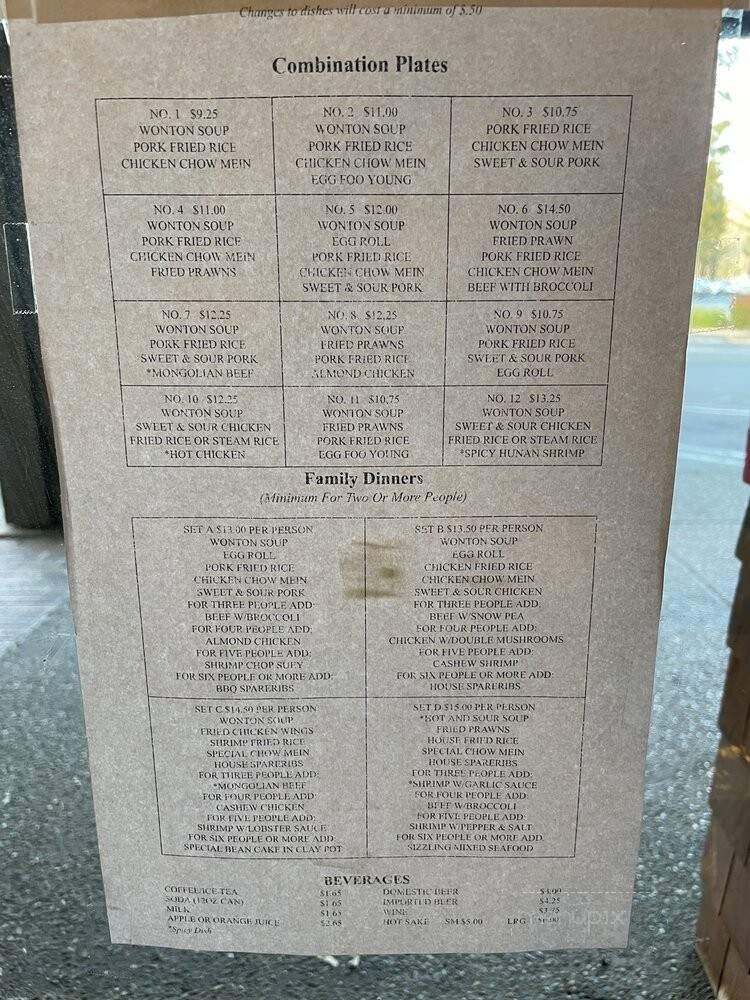 Changes to dishes will cost a minimum of $.50
Combination Plates
NO. 1 $9.25
WONTON SOUP
PORK FRIED RICE
CHICKEN CHOW MEIN
NO. 2 $11.00
WONTON SOUP
PORK FRIED RICE
CHICKEN CHOW MEIN
EGG FOO YOUNG
NO. 3 $10.75
PORK FRIED RICE
CHICKEN CHOW MEIN
SWEET & SOUR PORK
NO. 4 $11.00
WONTON SOUP
PORK FRIED RICE
CHICKEN CHOW MEIN
FRIED PRAWNS
NO. 5 $12.00
WONTON SOUP
EGG ROLL
PORK FRIED RICE
CHICKEN CHOW MEIN
SWEET & SOUR PORK
NO. 6 $14.50
WONTON SOUP
FRIED PRAWN
PORK FRIED RICE
CHICKEN CHOW MEIN
BEEF WITH BROCCOLI
NO. 7 $12.25
WONTON SOUP
PORK FRIED RICE
SWEET & SOUR PORK
*MONGOLIAN BEEF
NO. 8 $12.25
WONTON SOUP
FRIED PRAWNS
PORK FRIED RICE
ALMOND CHICKEN
NO. 9 $10.75
WONTON SOUP
PORK FRIED RICE
SWEET & SOUR PORK
EGG ROLL
NO. 10 $12.25
WONTON SOUP
SWEET & SOUR CHICKEN
FRIED RICE OR STEAM RICE
*HOT CHICKEN
NO. 11 $10.75
WONTON SOUP
FRIED PRAWNS
PORK FRIED RICE
EGG FOO YOUNG
NO. 12 $13.25
WONTON SOUP
SWEET & SOUR CHICKEN
FRIED RICE OR STEAM RICE
*SPICY HUNAN SHRIMP
Family Dinners
(Minimum For Two Or More People)
SET A $13.00 PER PERSON
WONTON SOUP
EGG ROLL
PORK FRIED RICE
CHICKEN CHOW MEIN
SWEET & SOUR PORK
FOR THREE PEOPLE ADD:
BEEF W/BROCCOLI
FOR FOUR PEOPLE ADD:
ALMOND CHICKEN
FOR FIVE PEOPLE ADD:
SHRIMP CHOP SUEY
FOR SIX PEOPLE OR MORE ADD:
BBQ SPARERIBS
SET B $13.50 PER PERSON
WONTON SOUP
EGG ROLL
CHICKEN FRIED RICE
CHICKEN CHOW MEIN
SWEET & SOUR CHICKEN
FOR THREE PEOPLE ADD:
BEEF W/SNOW PEA
FOR FOUR PEOPLE ADD:
CHICKEN W/DOUBLE MUSHROOMS
FOR FIVE PEOPLE ADD:
CASHEW SHRIMP
FOR SIX PEOPLE OR MORE ADD:
HOUSE SPARERIBS
SET C $14.50 PER PERSON
WONTON SOUP
FRIED CHICKEN WINGS
SHRIMP FRIED RICE
SPECIAL CHOW MEIN
HOUSE SPARERIBS
FOR THREE PEOPLE ADD:
*MONGOLIAN BEEF
FOR FOUR PEOPLE ADD:
CASHEW CHICKEN
FOR FIVE PEOPLE ADD:
SHRIMP W/LOBSTER SAUCE
FOR SIX PEOPLE OR MORE ADD:
SPECIAL BEAN CAKE IN CLAY POT
SET D $15.00 PER PERSON
*HOT AND SOUR SOUP
FRIED PRAWNS
HOUSE FRIED RICE
SPECIAL CHOW MEIN
HOUSE SPARERIBS
FOR THREE PEOPLE ADD:
*SHRIMP W/GARLIC SAUCE
FOR FOUR PEOPLE ADD:
BEEF W/BROCCOLI
FOR FIVE PEOPLE ADD:
SHRIMP W/PEPPER & SALT
FOR SIX PEOPLE OR MORE ADD:
SIZZLING MIXED SEAFOOD
BEVERAGES
COFFEE/ICE TEA $1.65
SODA (12OZ CAN) $1.65
MILK $1.65
APPLE OR ORANGE JUICE $2.65
*Spicy Dish
DOMESTIC BEER $4.00
IMPORTED BEER $4.25
WINE $3.75
HOT SAKE SM $5.00 LRG